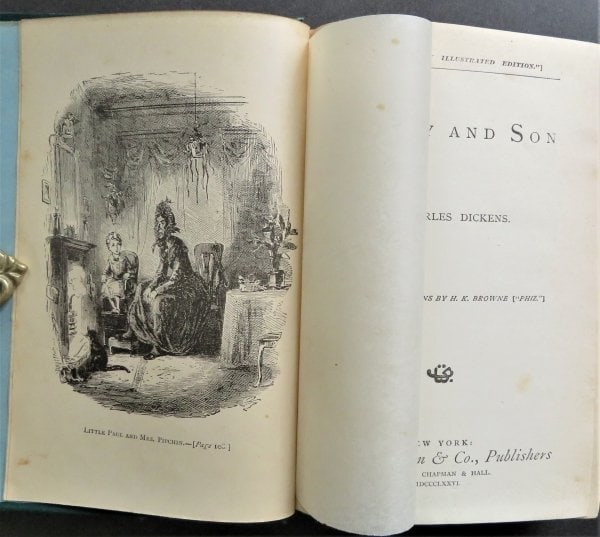 LITTLE PAUL AND MRS. PIPCHIN.—[Page 10
ILLUSTRATED EDITION."]
Y AND SON
RLES DICKENS.
NS BY H. K. BROWNE ["PHIZ."]
EW YORK:
n & Co., Publishers
CHAPMAN & HALL.
MDCCCLXXVI.